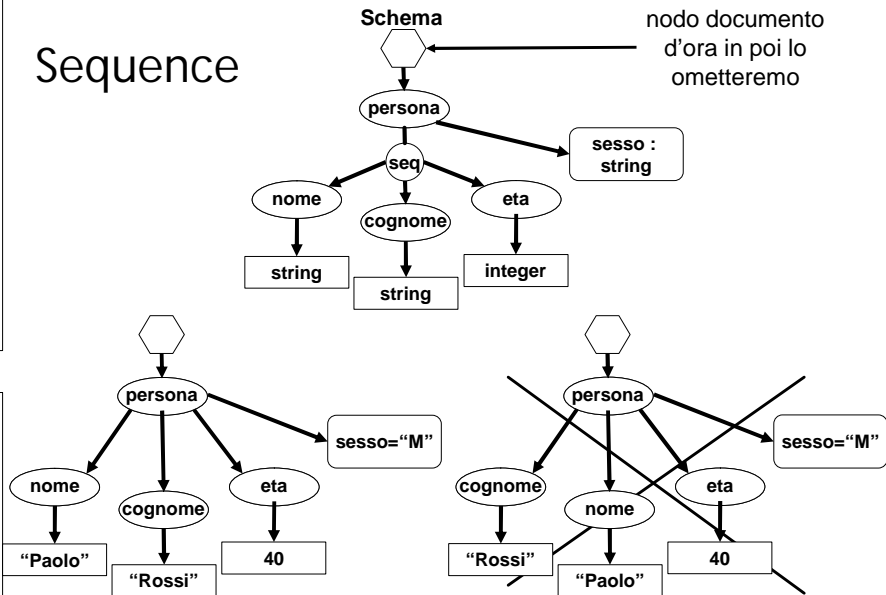 Sequence
Schema
nodo documento
d'ora in poi lo
ometteremo
persona
sesso :
string
seq
nome
cognome
eta
string
string
integer
persona
sesso=“M”
nome
cognome
eta
“Paolo”
“Rossi”
40
persona
sesso=“M”
cognome
nome
eta
“Rossi”
“Paolo”
40